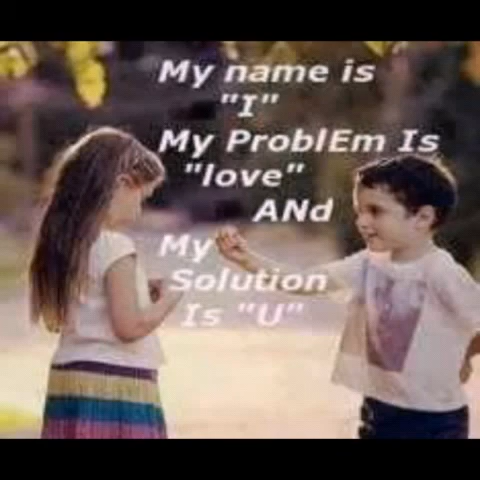 My name is
"I"
My ProblEm Is
"love"
ANd
My
Solution
Is "U"